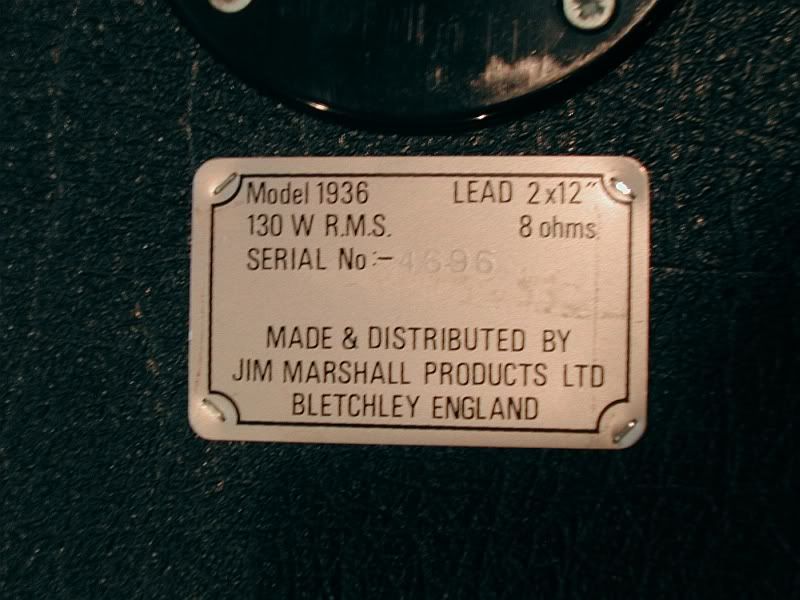 Model 1936 LEAD 2x12"
130 W R.M.S. 8 ohms
SERIAL No:- 4696
MADE & DISTRIBUTED BY
JIM MARSHALL PRODUCTS LTD
BLETCHLEY ENGLAND